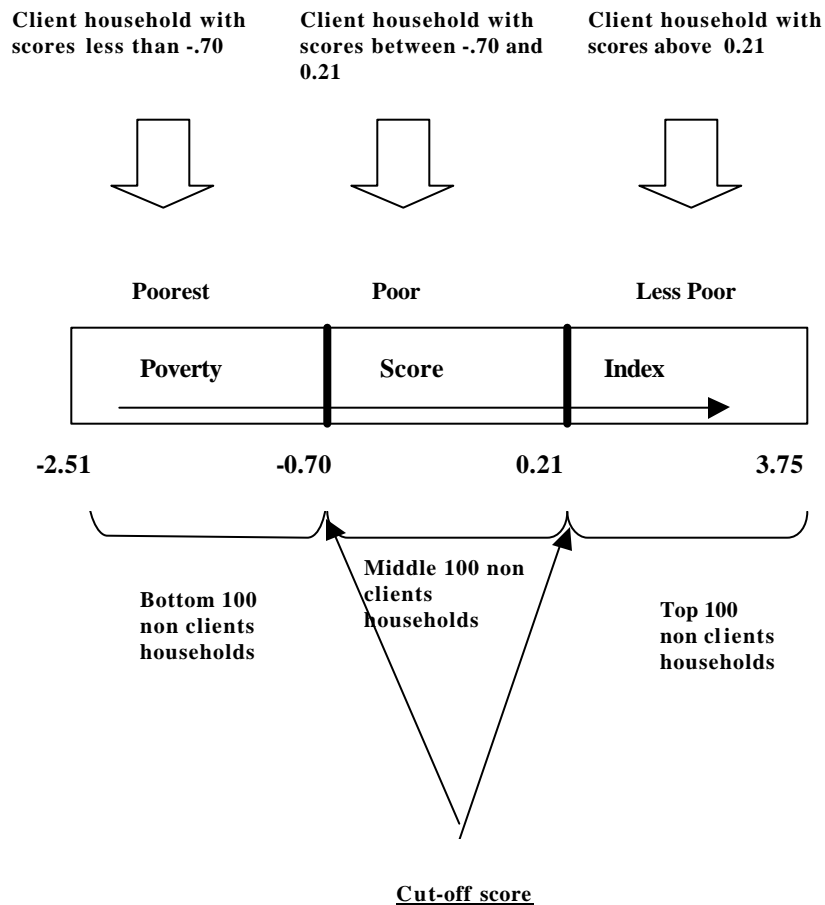 Client household with
scores less than -.70
Client household with
scores between -.70 and
0.21
Client household with
scores above 0.21
Poorest
Poor
Less Poor
Poverty
Score
Index
-2.51
-0.70
0.21
3.75
Bottom 100
non clients
households
Middle 100 non
clients
households
Top 100
non clients
households
Cut-off score